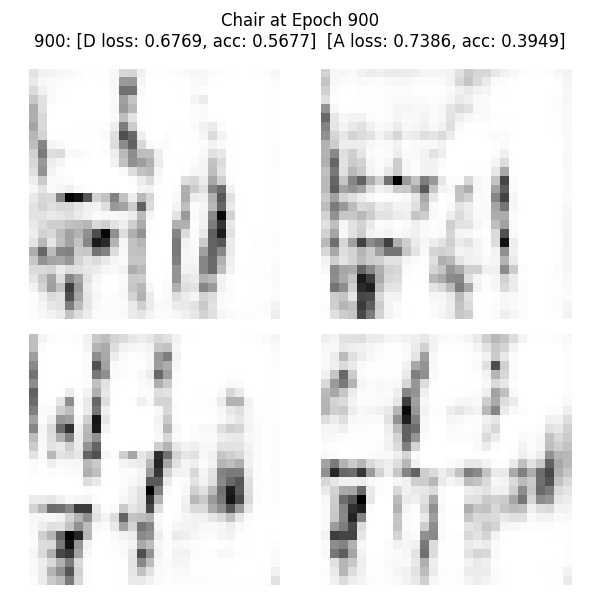 Chair at Epoch 900
900: [D loss: 0.6769, acc: 0.5677]  [A loss: 0.7386, acc: 0.3949]